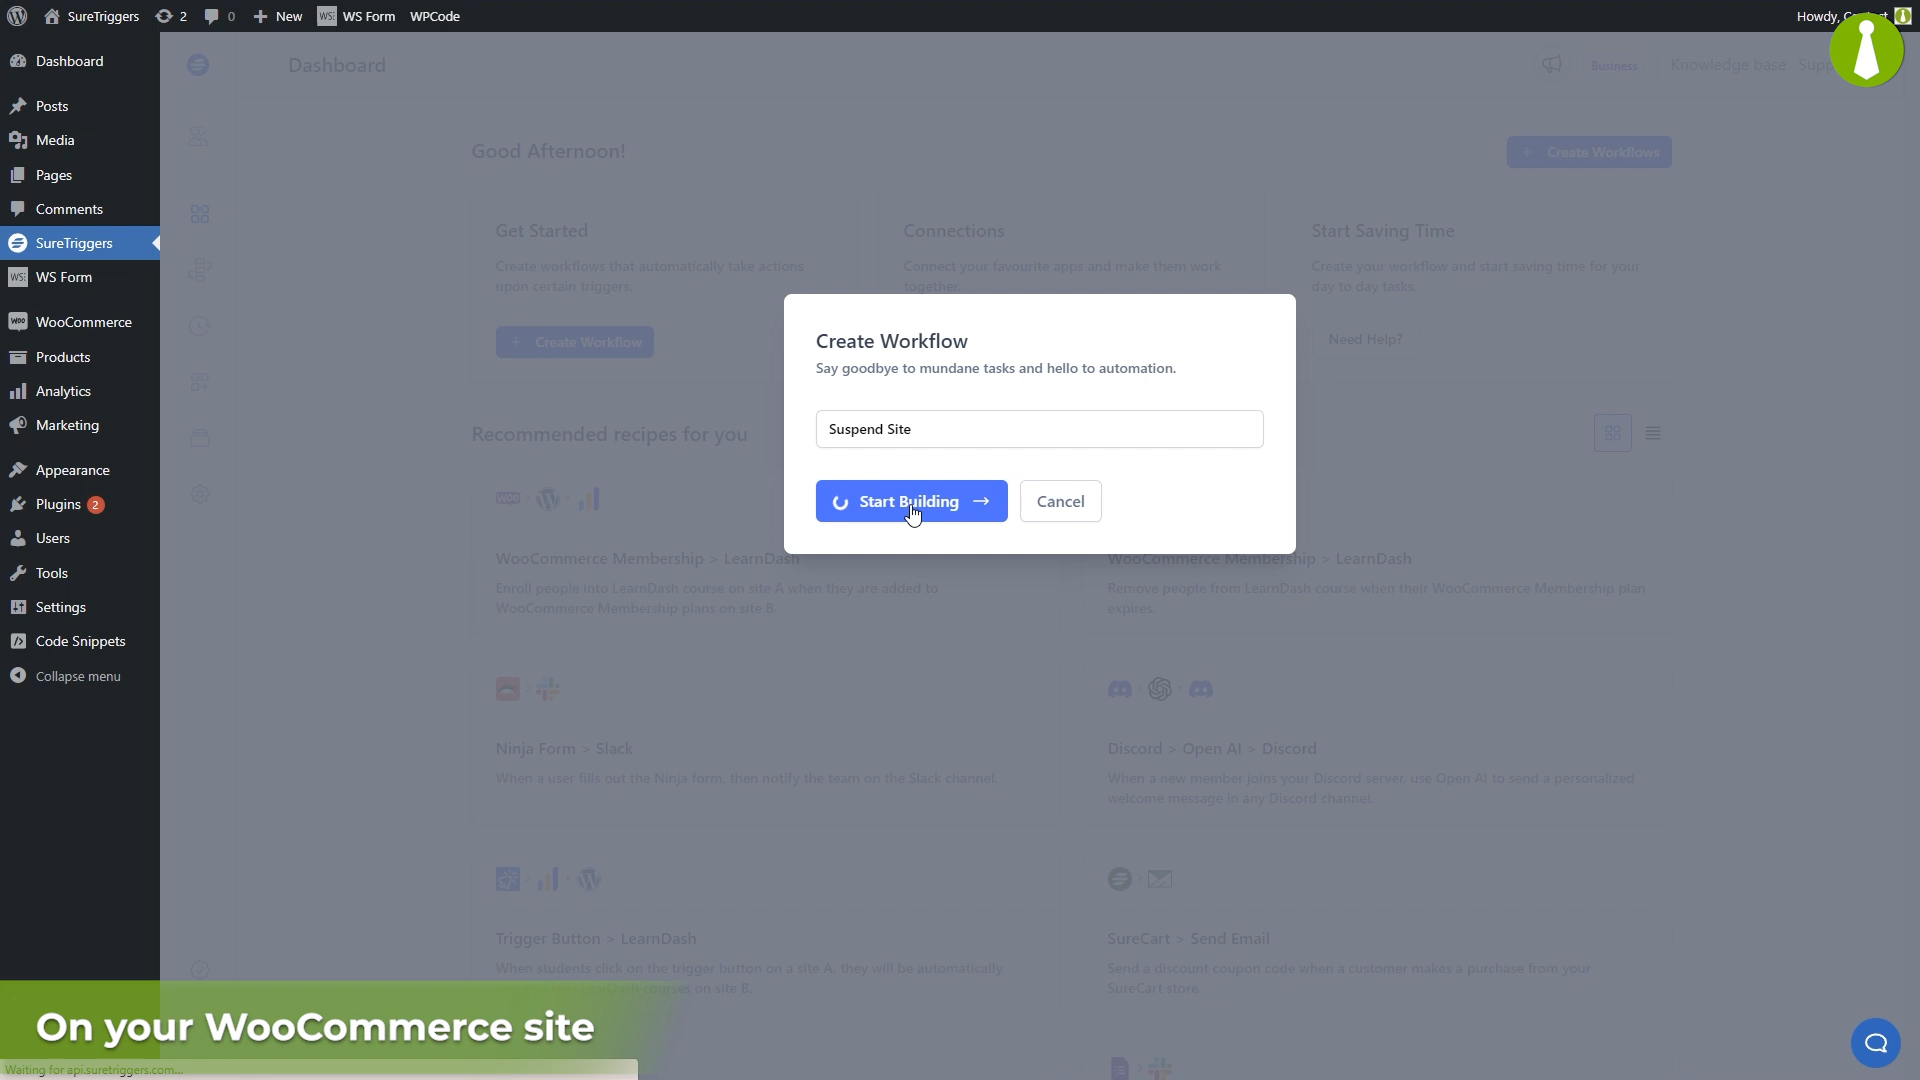 SureTriggers
2
0
New
WS Form
WPCode
Howdy,
Dashboard
Posts
Media
Pages
Comments
SureTriggers
WS Form
WooCommerce
Products
Analytics
Marketing
Appearance
Plugins 2
Users
Tools
Settings
Code Snippets
Collapse menu
Dashboard
Business
Knowledge base
Good Afternoon!
Create Workflows
Get Started
Create workflows that automatically take actions
upon certain triggers.
Create Workflow
Connections
Connect your favourite apps and make them work
together.
Start Saving Time
Create your workflow and start saving time for your
day to day tasks.
Need Help?
Create Workflow
Say goodbye to mundane tasks and hello to automation.
Suspend Site
Start Building
Cancel
Recommended recipes for you
WooCommerce Membership > LearnDash
Enroll people into LearnDash course on site A when they are added to
WooCommerce Membership plans on site B.
WooCommerce Membership > LearnDash
Remove people from LearnDash course when their WooCommerce Membership plan
expires.
Ninja Form > Slack
When a user fills out the Ninja form, then notify the team on the Slack channel.
Discord > Open AI > Discord
When a new member joins your Discord server, use Open AI to send a personalized
welcome message in any Discord channel.
Trigger Button > LearnDash
When students click on the trigger button on a site A, they will be automatically
LearnDash courses on site B.
SureCart > Send Email
Send a discount coupon code when a customer makes a purchase from your
SureCart store.
On your WooCommerce site
Waiting for api.suretriggers.com...